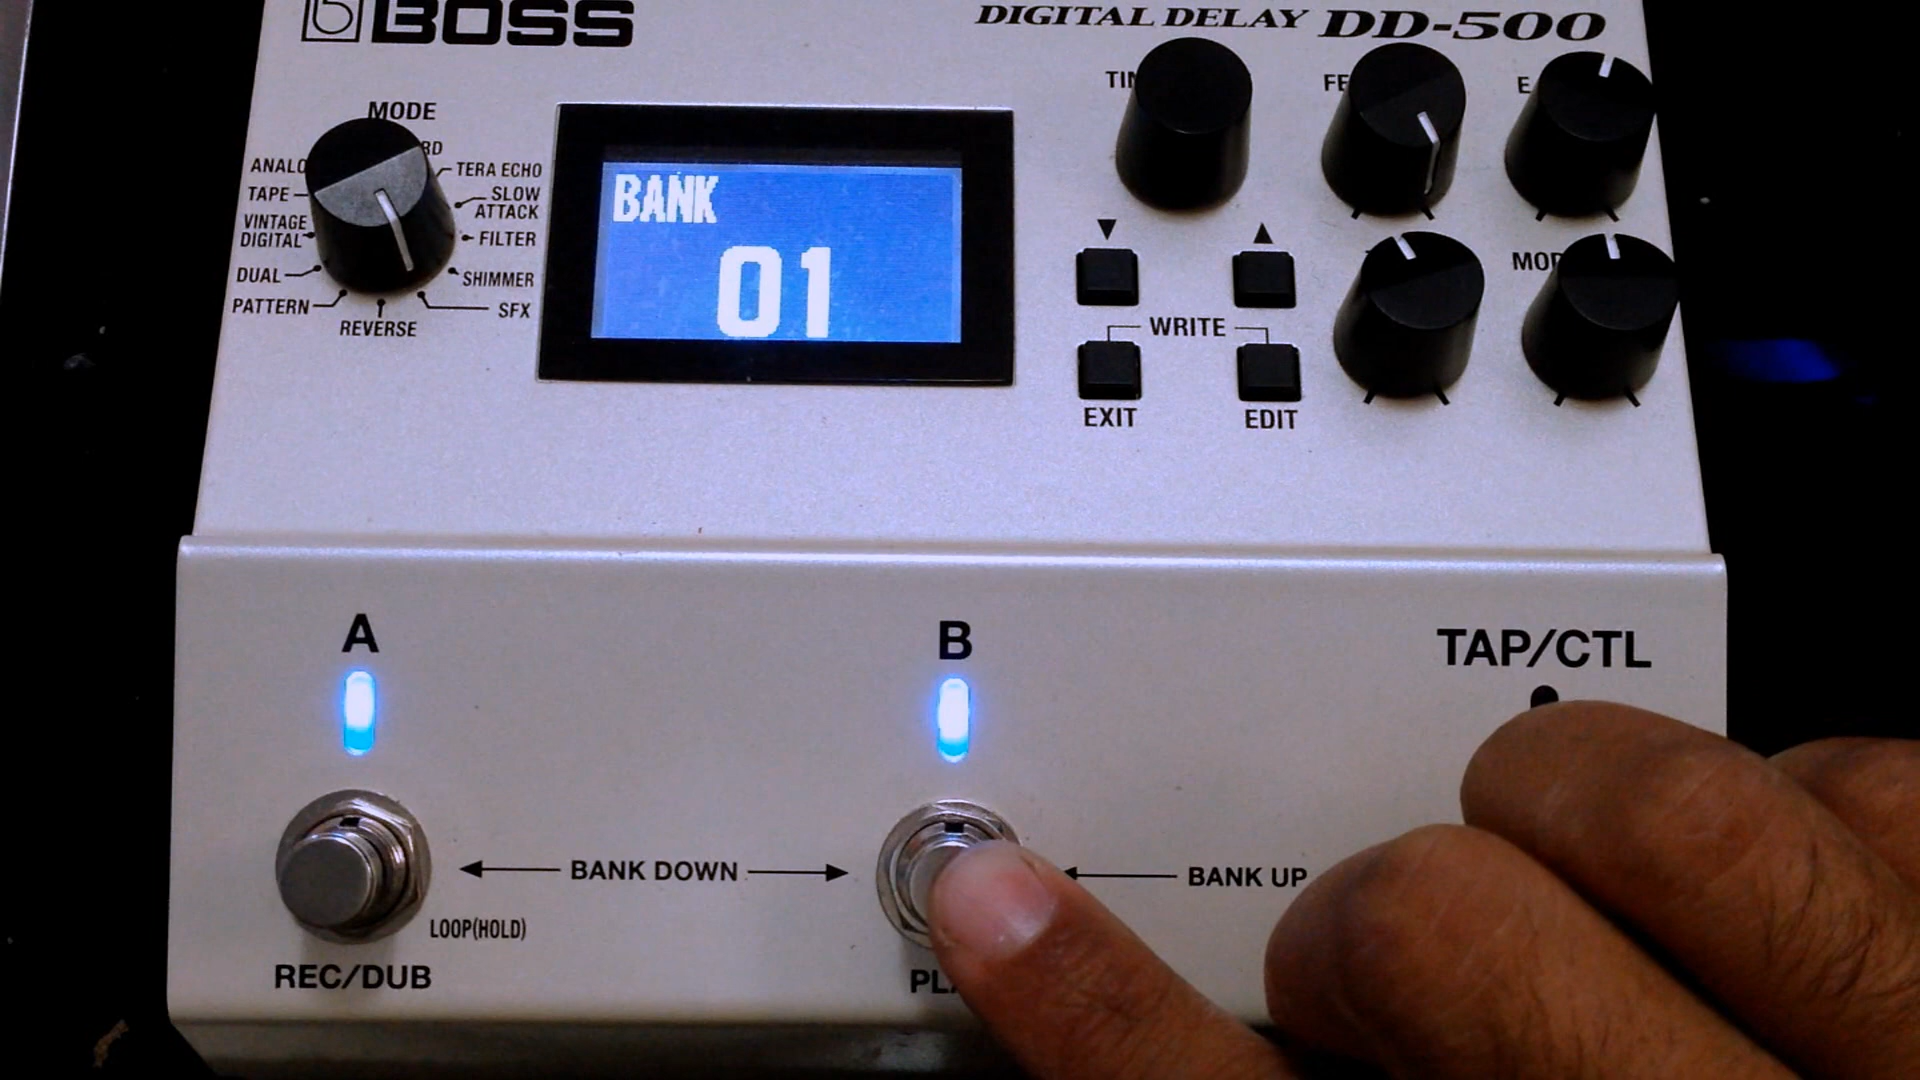 BOSS
DIGITAL DELAY DD-500
MODE
TERA ECHO
TAPE
SLOW
ATTACK
VINTAGE
DIGITAL
FILTER
DUAL
SHIMMER
PATTERN
SFX
REVERSE
BANK
01
WRITE
EXIT
EDIT
A
B
TAP/CTL
BANK DOWN
BANK UP
LOOP(HOLD)
REC/DUB